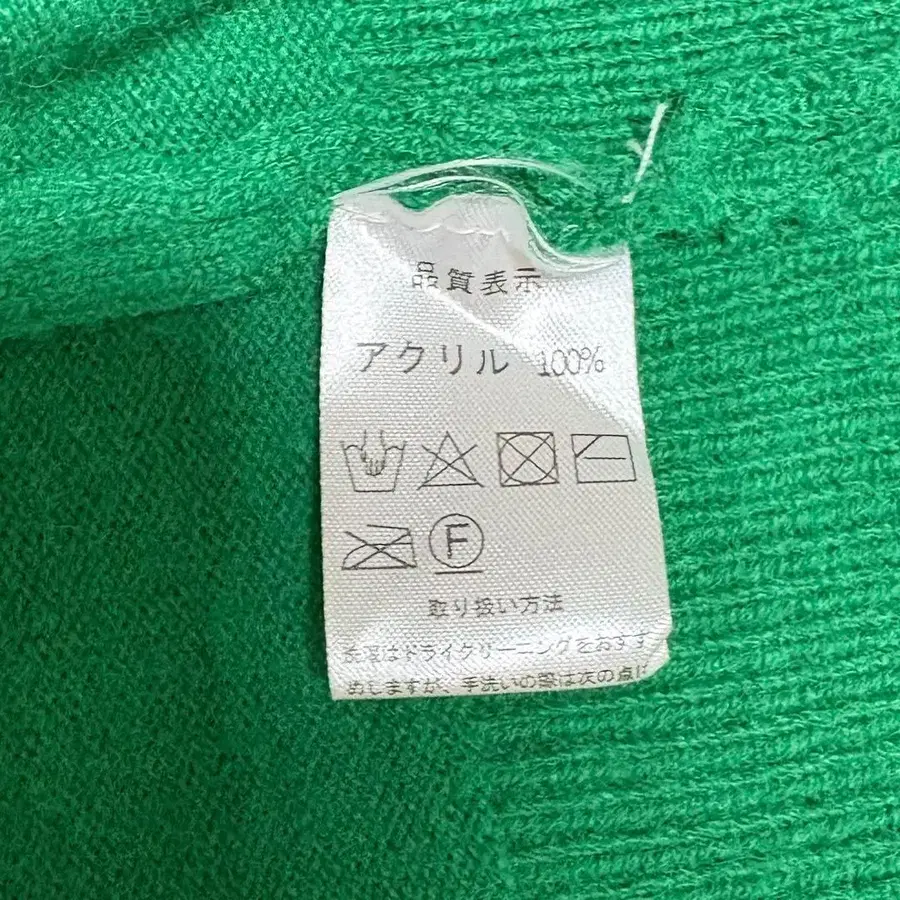 品質表示
アクリル 100%
F
取り扱い方法
洗濯はドライクリーニングをおすす
めしますが、手洗いの際は次の点に